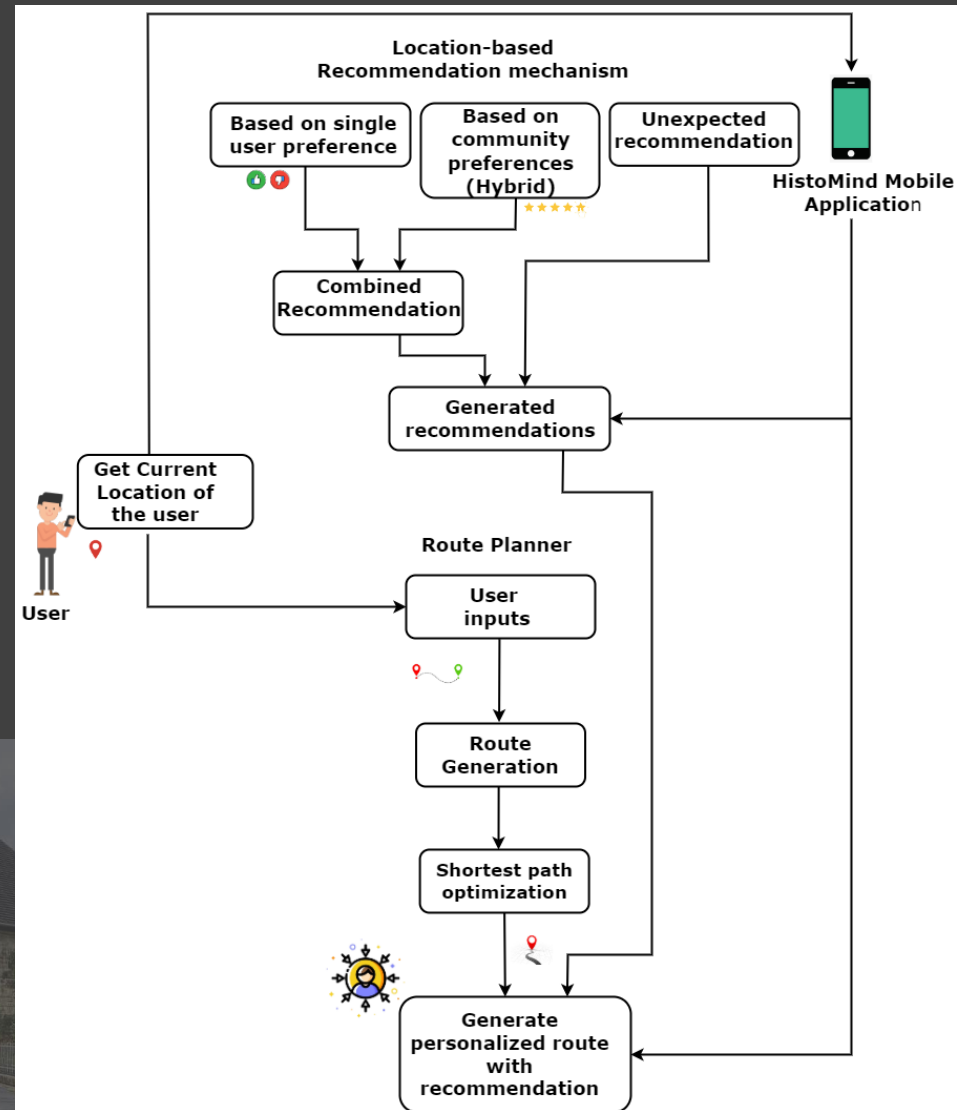 Location-based
Recommendation mechanism
Based on single
user preference
Based on
community
preferences
(Hybrid)
Unexpected
recommendation
HistoMind Mobile
Application
Combined
Recommendation
Generated
recommendations
Get Current
Location of
the user
User
Route Planner
User
inputs
Route
Generation
Shortest path
optimization
Generate
personalized route
with
recommendation